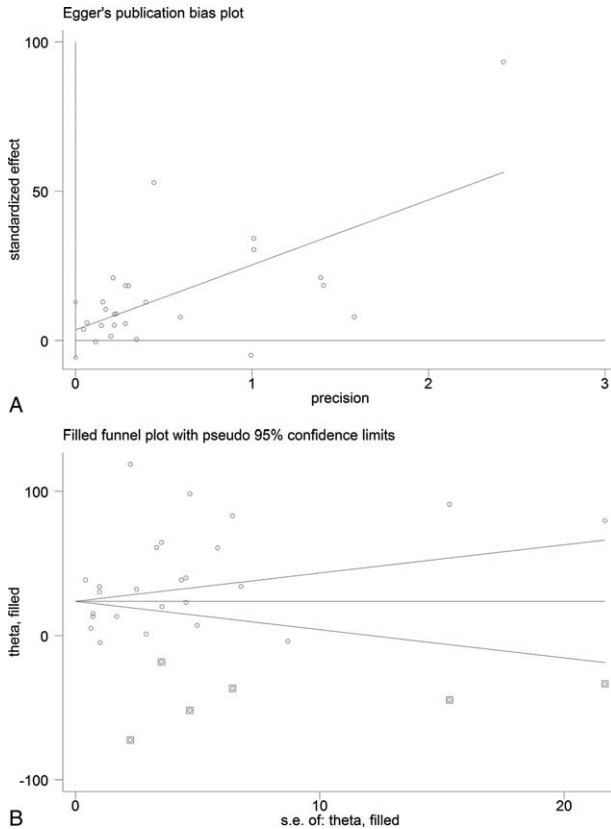 Egger's publication bias plot
100
50
0
standardized effect
0
1
2
3
precision
A
Filled funnel plot with pseudo 95% confidence limits
100
0
-100
theta, filled
0
10
20
s.e. of: theta, filled
B